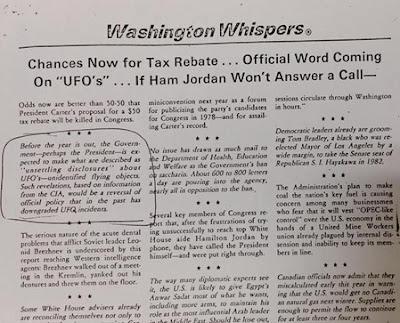 Washington Whispers®
Chances Now for Tax Rebate ... Official Word Coming
On "UFO's" ... If Ham Jordan Won't Answer a Call—
Odds now are better than 50-50 that
President Carter's proposal for a $50
tax rebate will be killed in Congress.
* * *
Before the year is out, the Govern-
ment—perhaps the President—is ex-
pected to make what are described as
"unsettling disclosures" about
UFO's—unidentified flying objects.
Such revelations, based on information
from the CIA, would be a reversal of
official policy that in the past has
downgraded UFO incidents.
* * *
The serious nature of the acute dental
problems that afflict Soviet leader Leo-
nid Brezhnev is underscored by this
report reaching Western intelligence
agents: Brezhnev walked out of a meet-
ing in the Kremlin, yanked out his
dentures and threw them on the floor.
* * *
Some White House advisers already
are reconciling themselves not only to
miniconvention next year as a forum
for publicizing the party's candidates
for Congress in 1978—and for assail-
ing Carter's record.
* * *
No issue has drawn as much mail to
the Department of Health, Education
and Welfare as the Government's ban
on saccharin. About 600 to 800 letters
a day are pouring into the agency,
nearly all in opposition to the ban.
* * *
Several key members of Congress re-
port that, after the frustrations of try-
ing unsuccessfully to reach top White
House aide Hamilton Jordan by
phone, they have called the President
himself—and were put right through.
* * *
The way many diplomatic experts see
it, the U.S. is likely to give Egypt's
Anwar Sadat most of what he wants,
including more arms, to maintain his
role as the most influential Arab leader
in the Middle East. Should he lose out,
sessions circulate through Washington
in hours."
* * *
Democratic leaders already are groom-
ing Tom Bradley, a black who was re-
elected Mayor of Los Angeles by a
wide margin, to take the Senate seat of
Republican S. I. Hayakawa in 1982.
* * *
The Administration's plan to make
coal the nation's key fuel is causing
concern among many businessmen
who fear that it will vest "OPEC-like
control" over the U.S. economy in the
hands of a United Mine Workers
union already plagued by internal dis-
sension and inability to keep its mem-
bers in line.
* * *
Canadian officials now admit that they
miscalculated early this year in warn-
ing that the U.S. would get no Canadi-
an natural gas next winter. Supplies are
enough to permit the flow to continue
for at least three or four years.